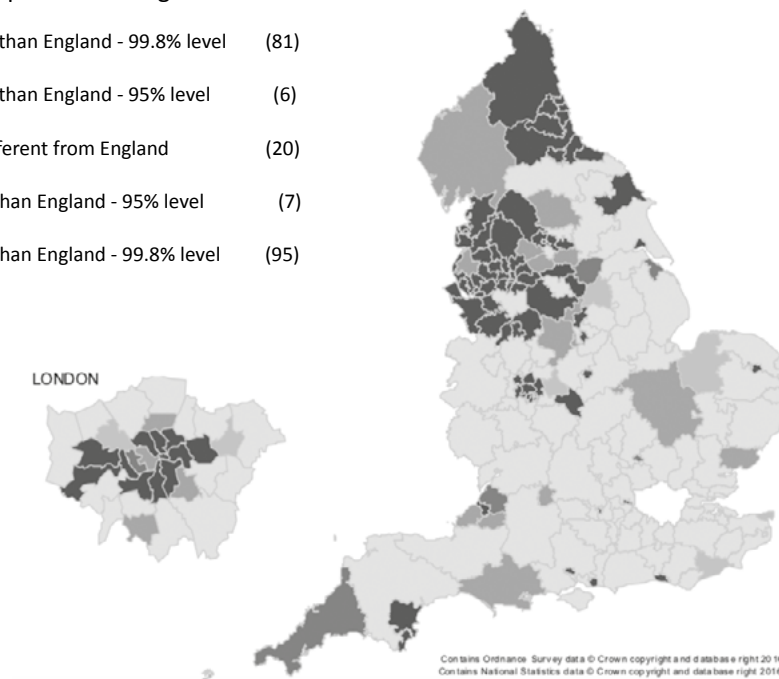 than England - 99.8% level (81)
than England - 95% level (6)
ferent from England (20)
han England - 95% level (7)
han England - 99.8% level (95)
LONDON
Contains Ordnance Survey data © Crown copyright and database right 201
Contains National Statistics data © Crown copyright and database right 2016